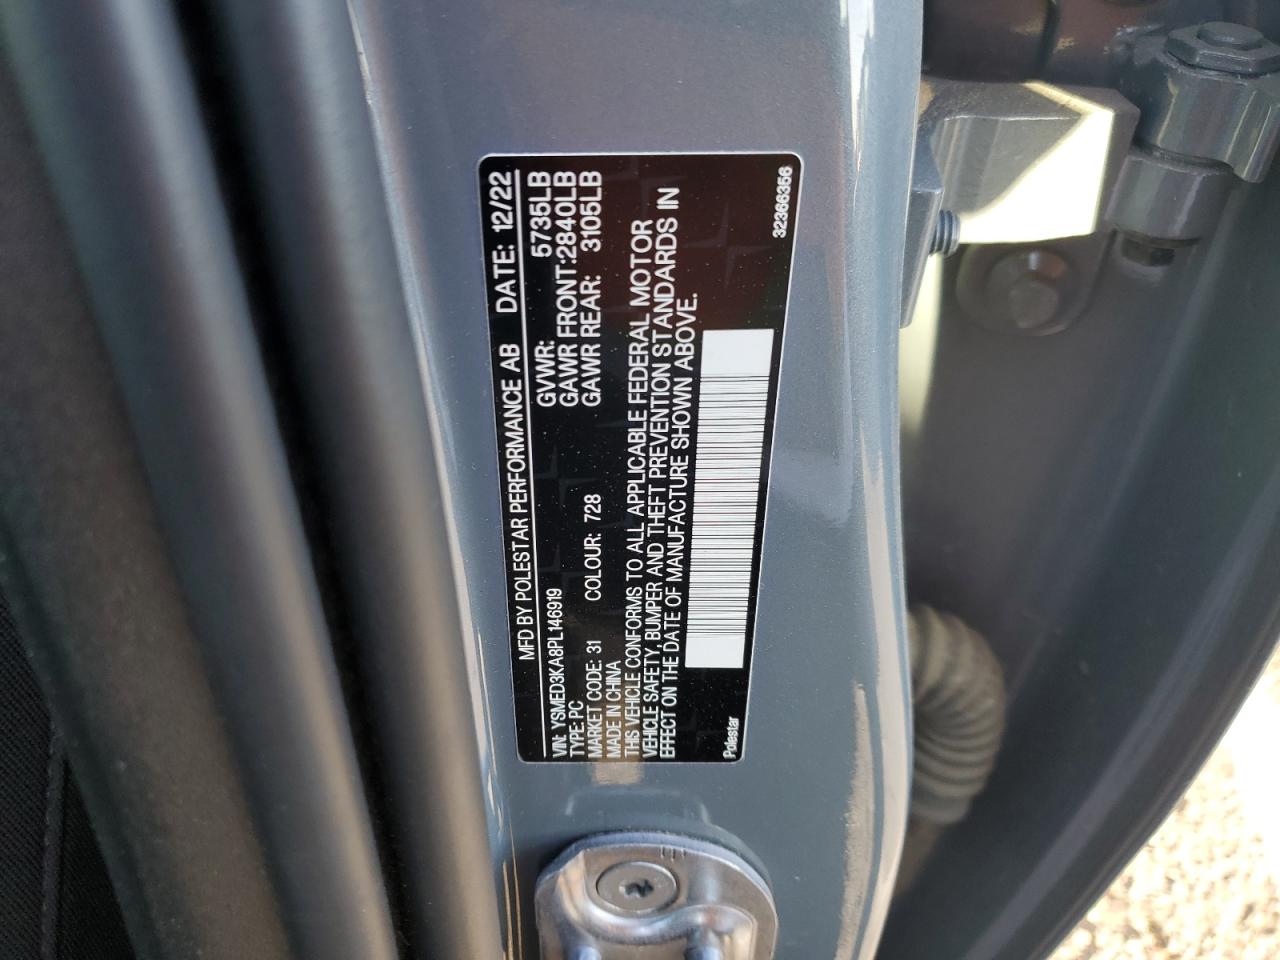 MFD BY POLESTAR PERFORMANCE AB DATE: 12/22
GVWR: 5735LB
GAWR FRONT:2840LB
GAWR REAR: 3105LB
VIN: YSMED3KA8PL146919
TYPE: PC
MARKET CODE: 31 COLOUR: 728
MADE IN CHINA
THIS VEHICLE CONFORMS TO ALL APPLICABLE FEDERAL MOTOR
VEHICLE SAFETY, BUMPER AND THEFT PREVENTION STANDARDS IN
EFFECT ON THE DATE OF MANUFACTURE SHOWN ABOVE.
Polestar
32366356